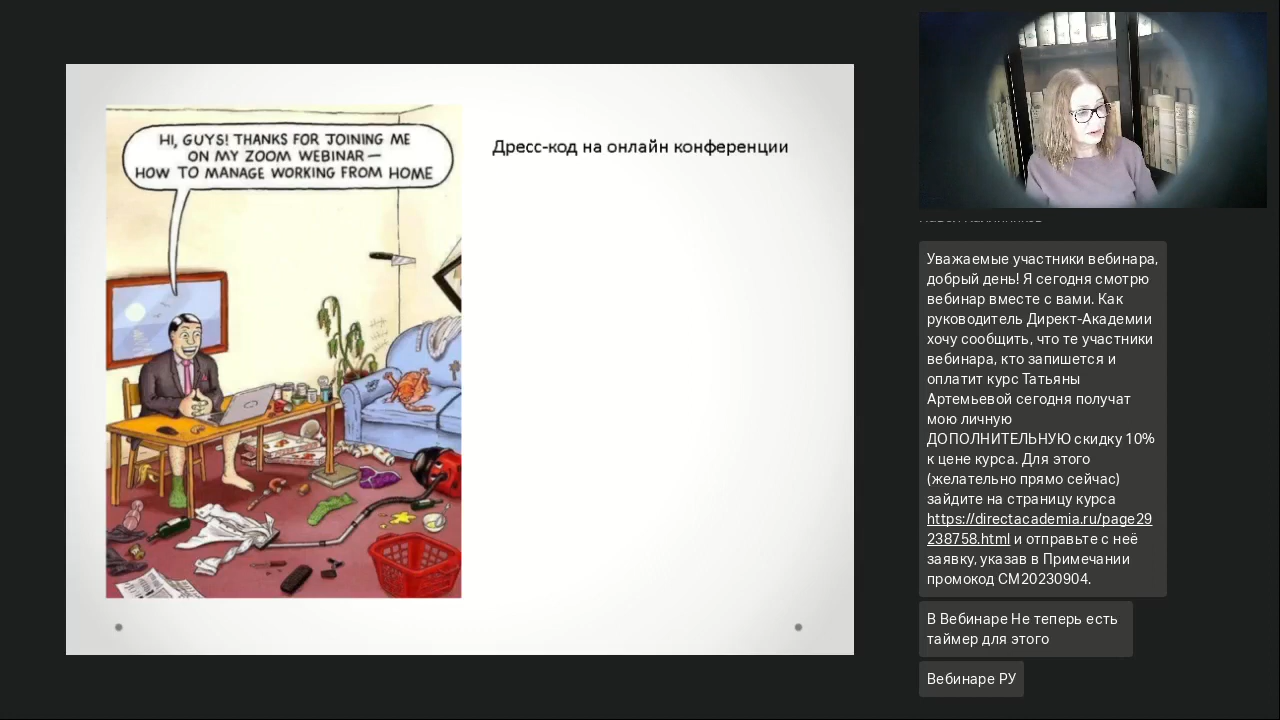 HI, GUYS! THANKS FOR JOINING ME
ON MY ZOOM WEBINAR—
HOW TO MANAGE WORKING FROM HOME
Дресс-код на онлайн конференции
Уважаемые участники вебинара,
добрый день! Я сегодня смотрю
вебинар вместе с вами. Как
руководитель Директ-Академии
хочу сообщить, что те участники
вебинара, кто запишется и
оплатит курс Татьяны
Артемьевой сегодня получат
мою личную
ДОПОЛНИТЕЛЬНУЮ скидку 10%
к цене курса. Для этого
(желательно прямо сейчас)
зайдите на страницу курса
https://directacademia.ru/page29
238758.html и отправьте с неё
заявку, указав в Примечании
промокод СМ20230904.
В Вебинаре Не теперь есть
таймер для этого
Вебинаре РУ